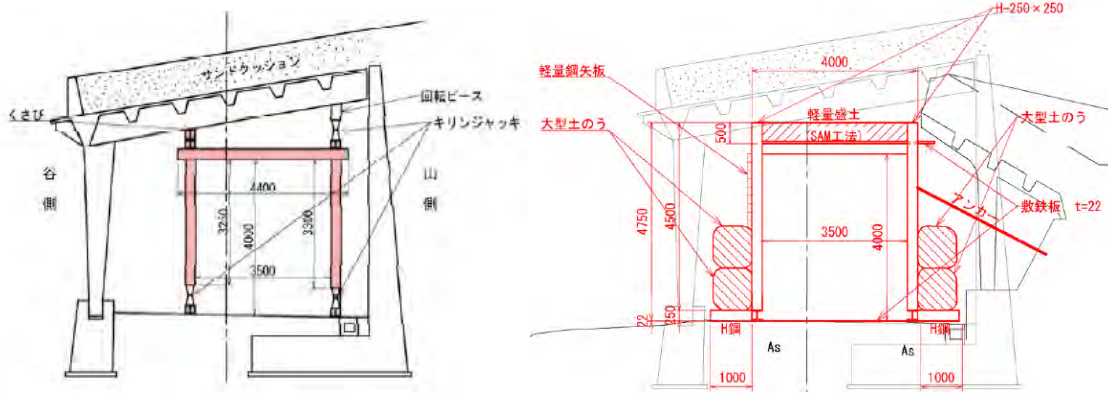 サンドクッション
くさび
回転ピース
キリンジャッキ
谷側
山側
4400
3250
4000
3300
3500
H-250×250
4000
軽量鋼矢板
軽量盛土
(SAM工法)
500
大型土のう
大型土のう
アンカー
敷鉄板 t=22
4750
4500
3500
4000
250
22
H鋼
H鋼
As
As
1000
1000